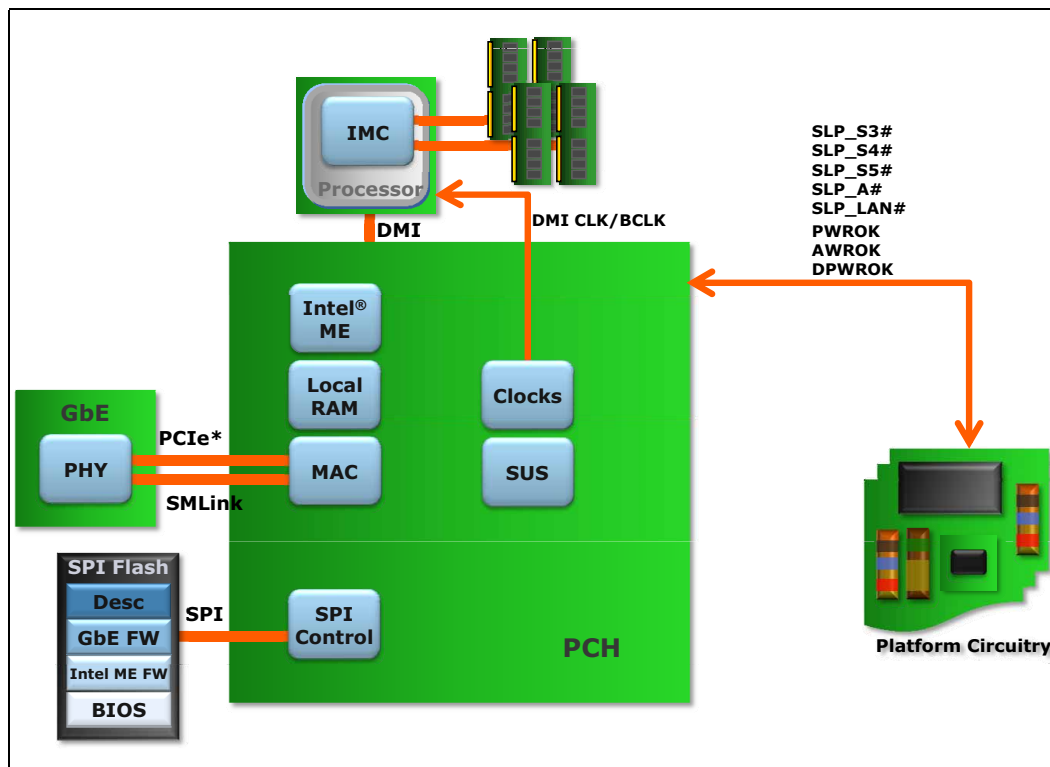 IMC
Processor
SLP_S3#
SLP_S4#
SLP_S5#
SLP_A#
SLP_LAN#
PWROK
AWROK
DPWROK
DMI
DMI CLK/BCLK
Intel®
ME
Local
RAM
Clocks
GbE
PHY
PCIe*
SMLink
MAC
SUS
SPI Flash
Desc
GbE FW
Intel ME FW
BIOS
SPI
SPI
Control
PCH
Platform Circuitry